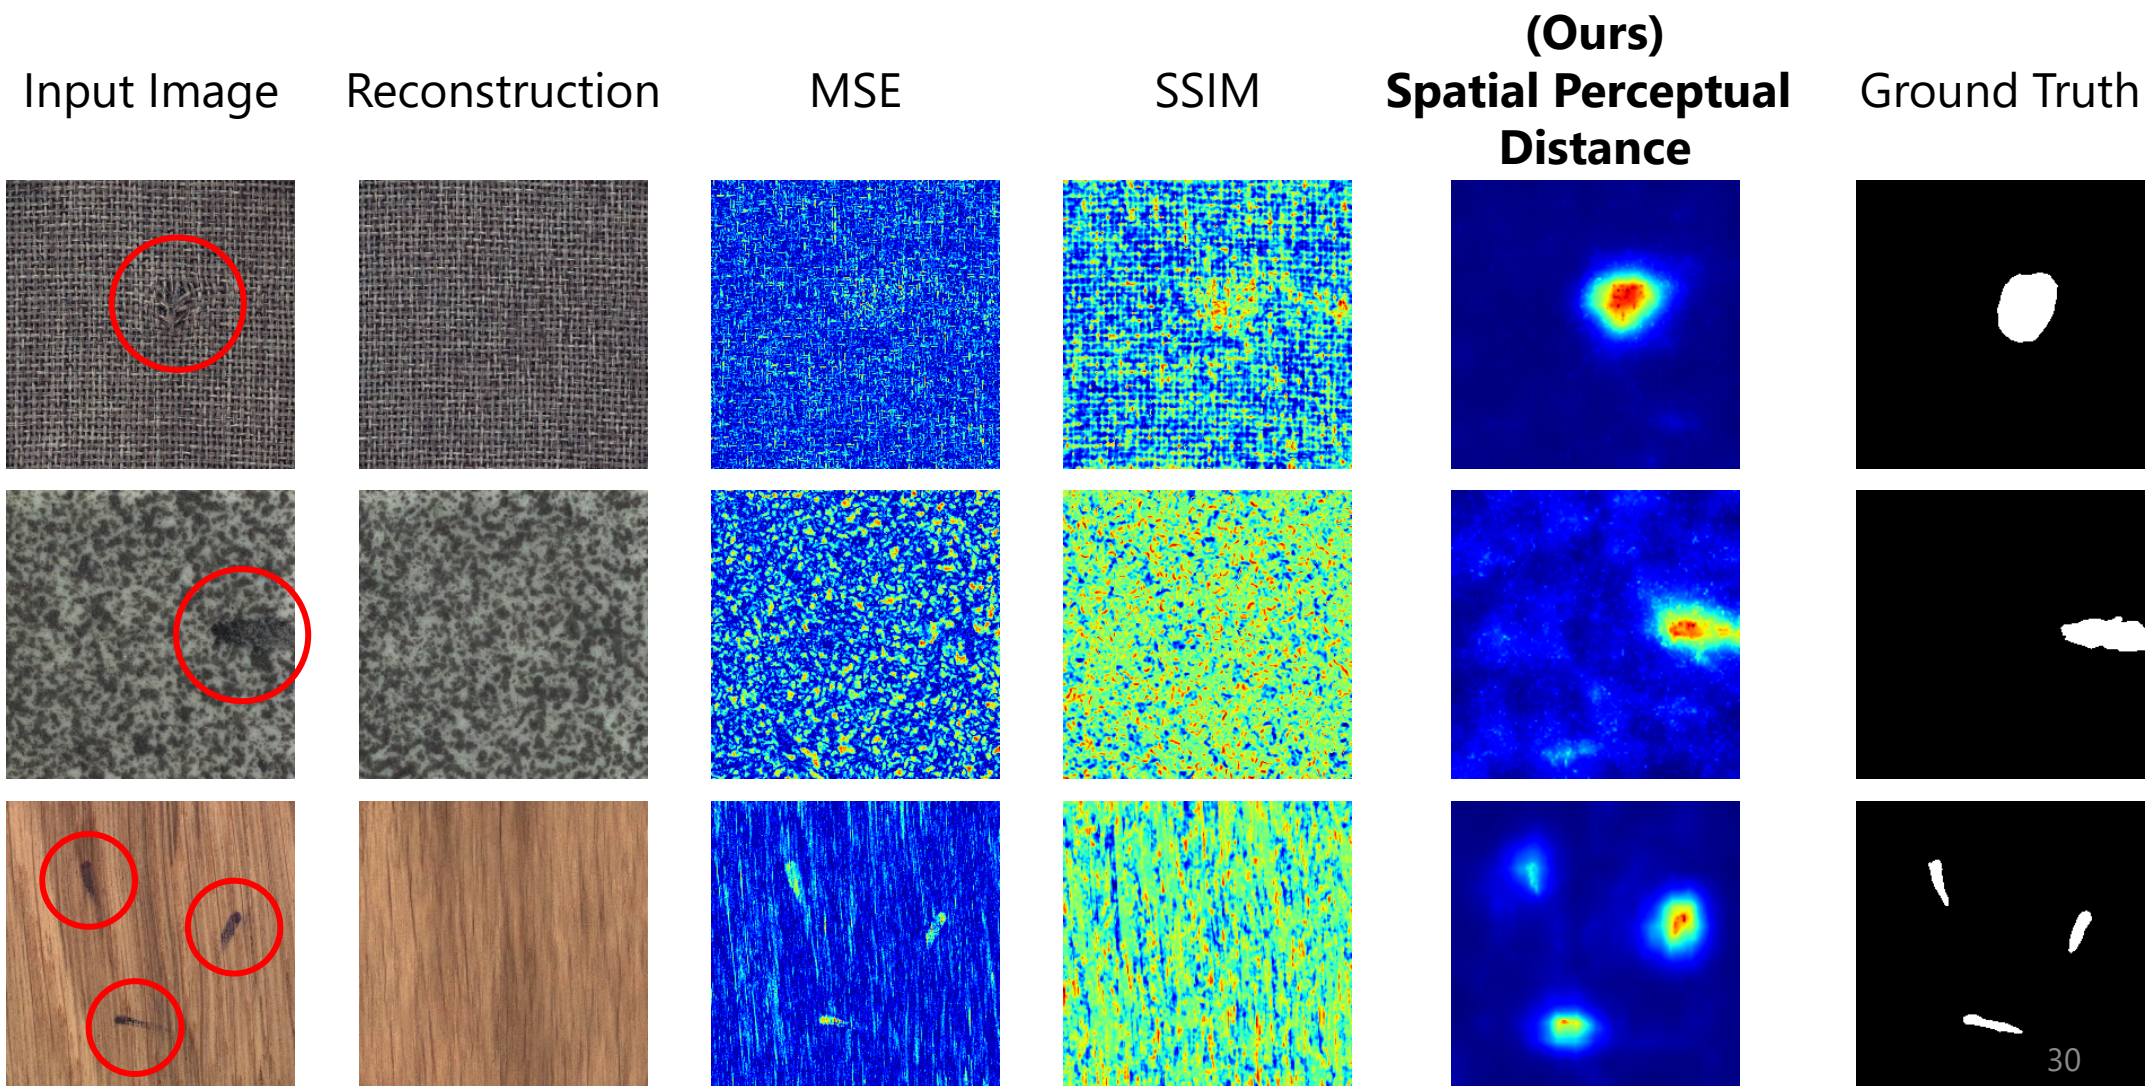 Input Image
Reconstruction
MSE
SSIM
(Ours)
Spatial Perceptual
Distance
Ground Truth
30